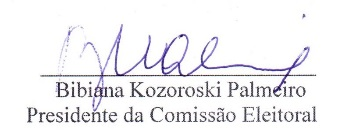 Bibiana Kozoroski Palmeiro
Presidente da Comissão Eleitoral